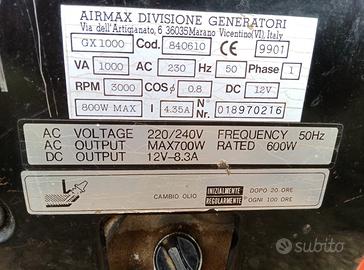 AIRMAX DIVISIONE GENERATORI
Via dell'Artigianato, 6 36035 Marano Vicentino(VI), Italy
GX 1000 Cod. 840610 CE 9901
VA 1000 AC 230 Hz 50 Phase 1
RPM 3000 cos φ 0.8 DC 12V
800W MAX I 4.35A N° 018970216
AC VOLTAGE 220/240V FREQUENCY 50Hz
AC OUTPUT MAX700W RATED 600W
DC OUTPUT 12V-8.3A
CAMBIO OLIO INIZIALMENTE DOPO 20 ORE
REGOLARMENTE OGNI 100 ORE
subito